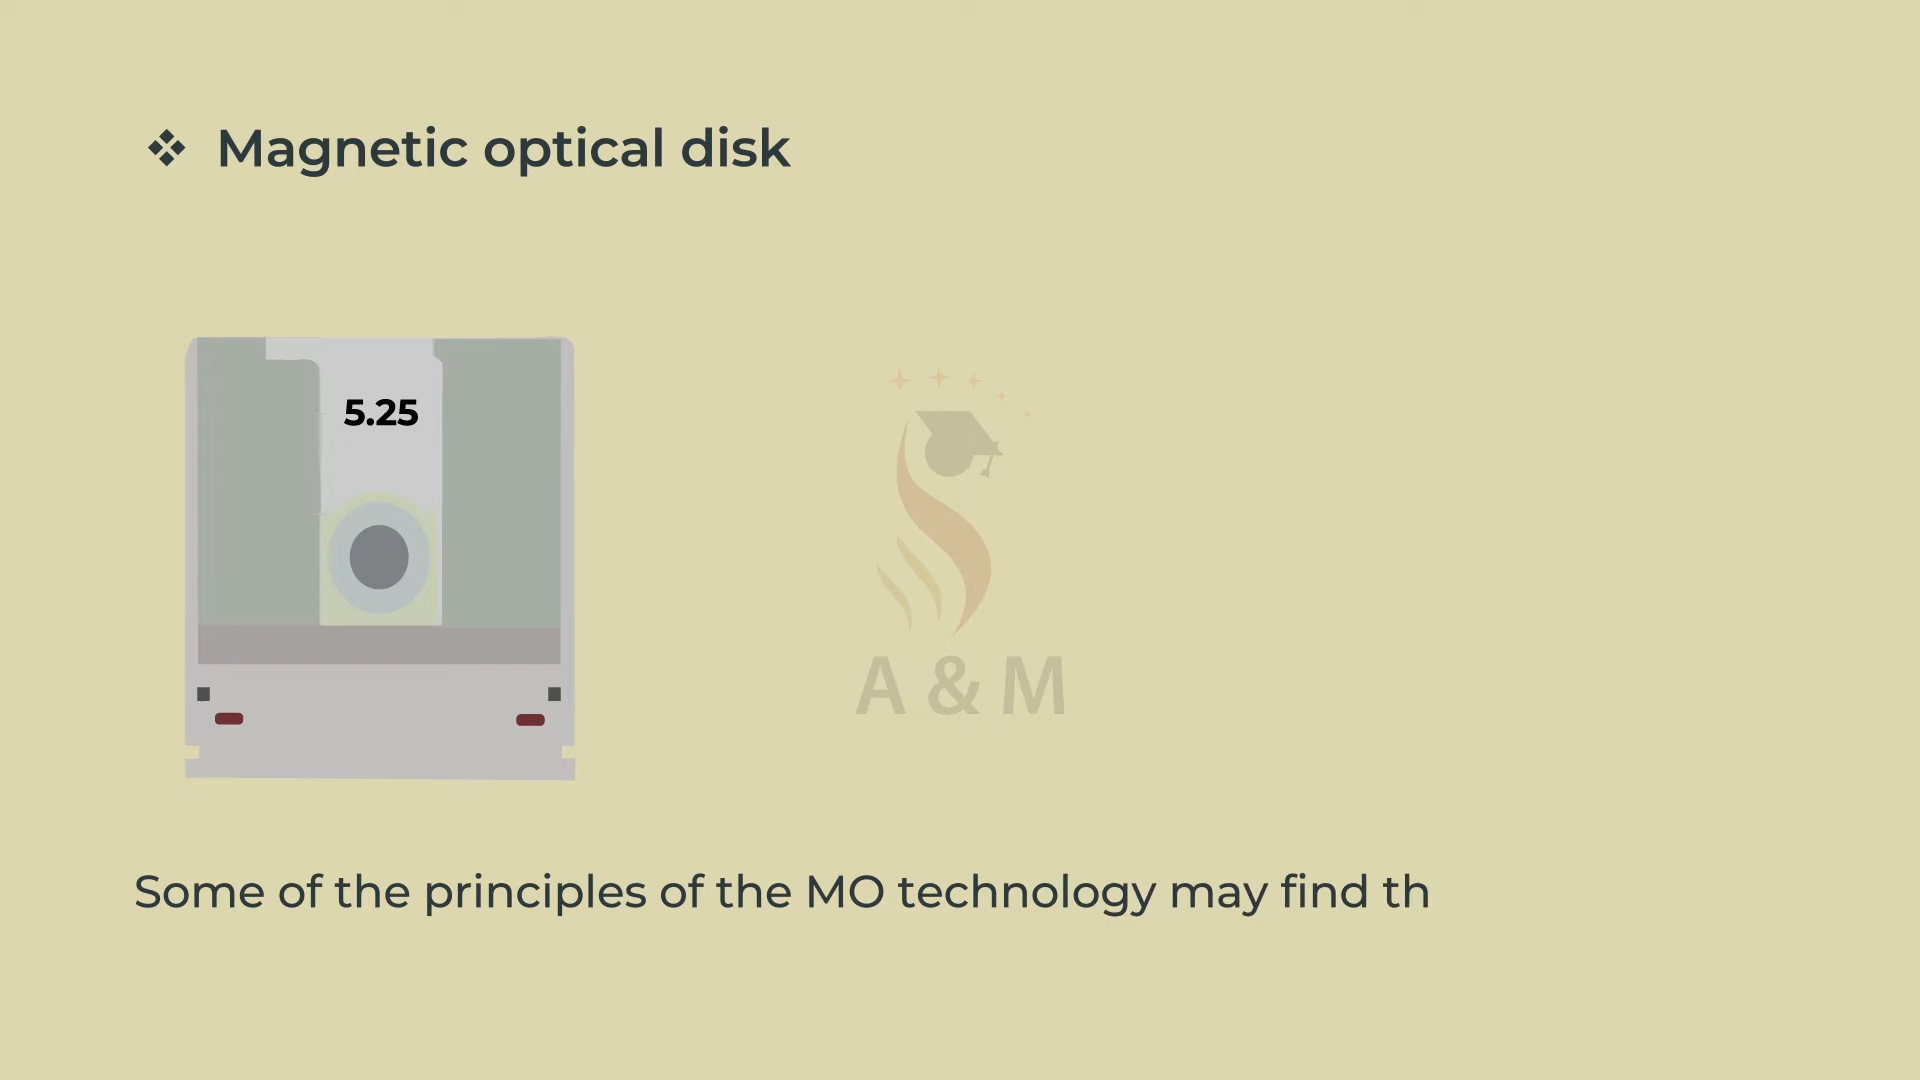 ❖ Magnetic optical disk
5.25
A & M
Some of the principles of the MO technology may find th